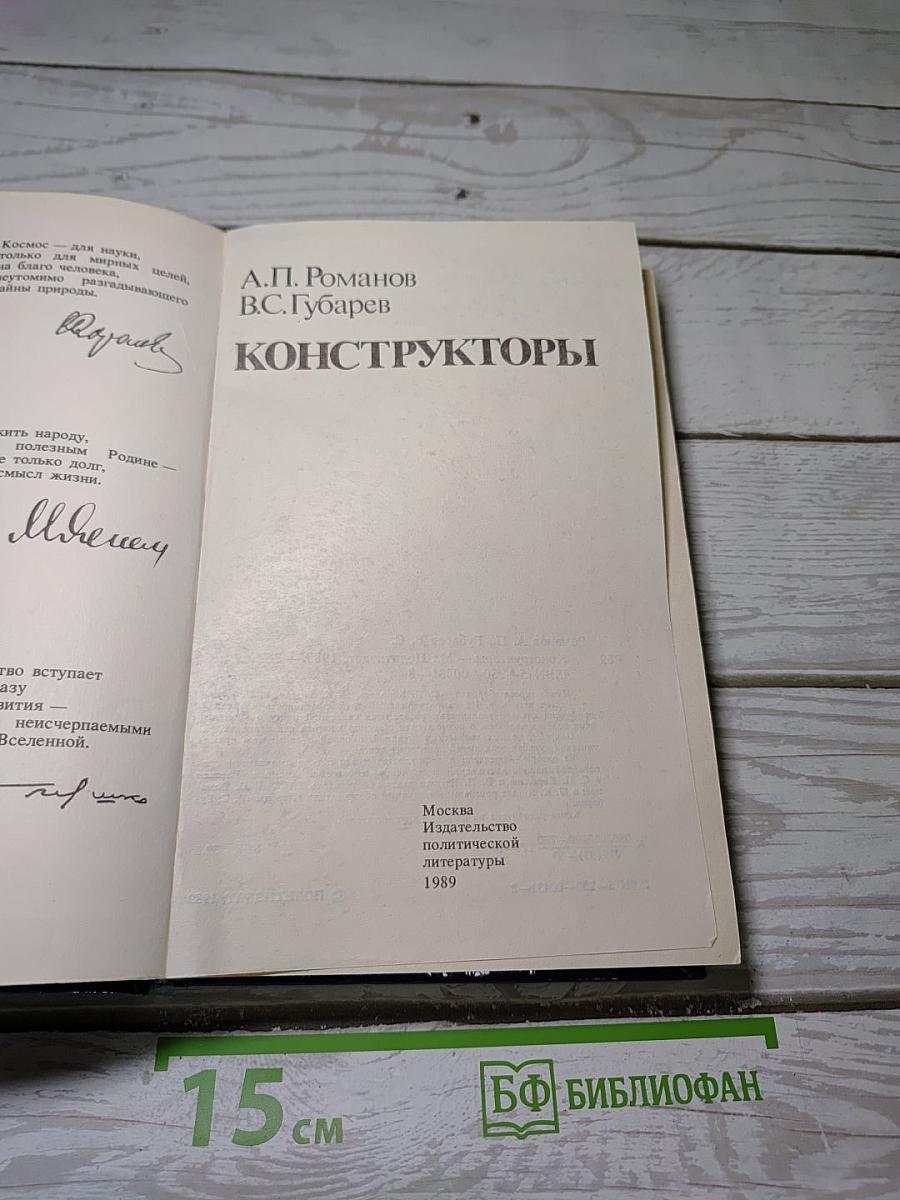 Космос — для науки,
только для мирных целей,
на благо человека,
неутомимо разгадывающего
тайны природы.
жить народу,
полезным Родине —
е только долг,
смысл жизни.
тво вступает
азу
вития —
неисчерпаемыми
Вселенной.
А.П. Романов
В.С. Губарев
КОНСТРУКТОРЫ
Москва
Издательство
политической
литературы
1989
15 см
БФ БИБЛИОФАН